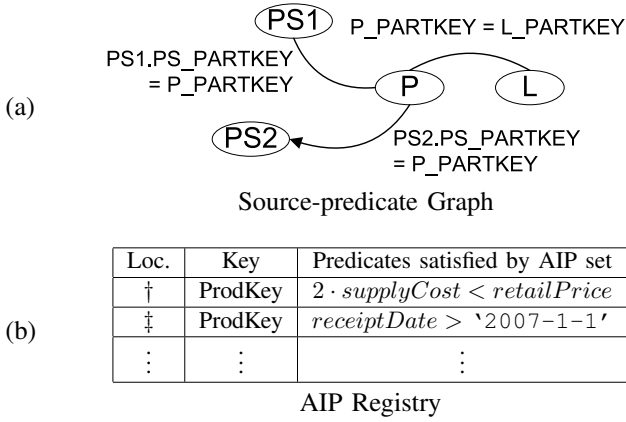 (a)
PS1
P_PARTKEY = L_PARTKEY
PS1.PS_PARTKEY
= P_PARTKEY
P
L
PS2
PS2.PS_PARTKEY
= P_PARTKEY
Source-predicate Graph
(b)
Loc. Key Predicates satisfied by AIP set
† ProdKey 2 · supplyCost < retailPrice
‡ ProdKey receiptDate > ‘2007-1-1’
⋮ ⋮ ⋮
AIP Registry